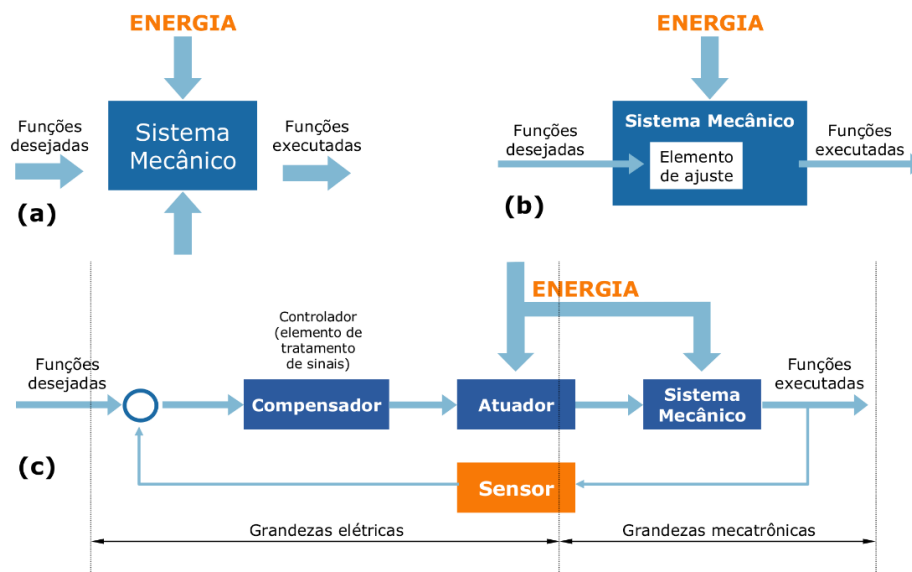 ENERGIA
Funções
desejadas
Sistema
Mecânico
Funções
executadas
(a)
ENERGIA
Funções
desejadas
Sistema Mecânico
Elemento
de ajuste
Funções
executadas
(b)
ENERGIA
Controlador
(elemento de
tratamento
de sinais)
Funções
desejadas
Compensador
Atuador
Sistema
Mecânico
Funções
executadas
(c)
Sensor
Grandezas elétricas
Grandezas mecatrônicas